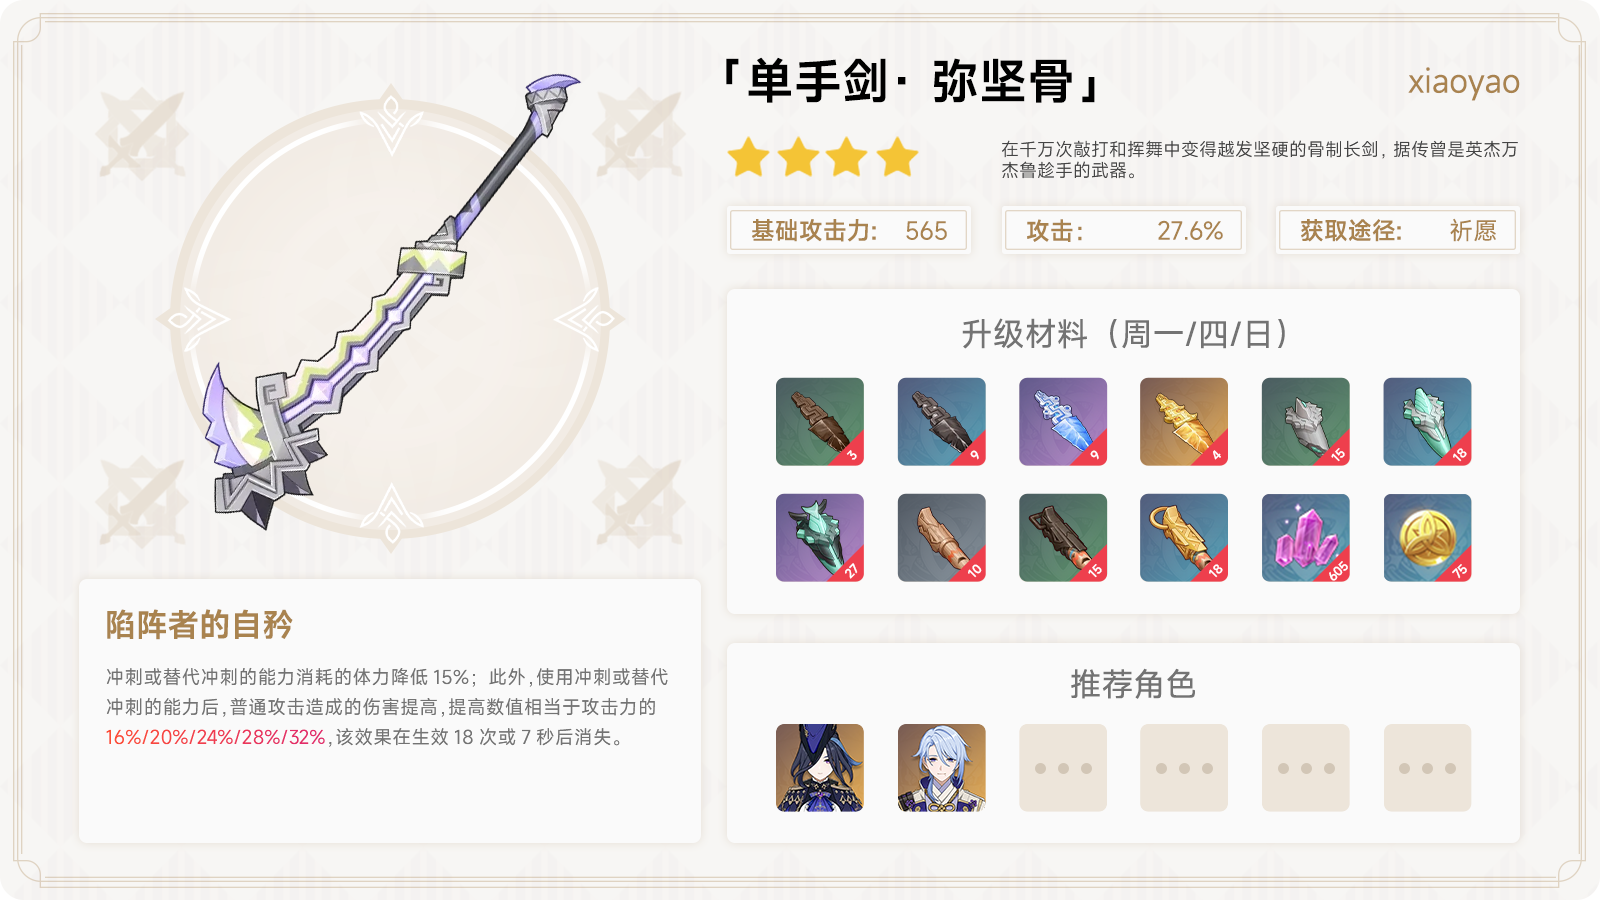 「单手剑· 弥坚骨」
xiaoyao
在千万次敲打和挥舞中变得越发坚硬的骨制长剑, 据传曾是英杰万
杰鲁趁手的武器。
基础攻击力: 565
攻击: 27.6%
获取途径: 祈愿
升级材料（周一/四/日）
3 9 9 4 15 18
27 10 15 18 605 75
陷阵者的自矜
冲刺或替代冲刺的能力消耗的体力降低 15%; 此外,使用冲刺或替代
冲刺的能力后,普通攻击造成的伤害提高,提高数值相当于攻击力的
16%/20%/24%/28%/32%,该效果在生效 18 次或 7 秒后消失。
推荐角色